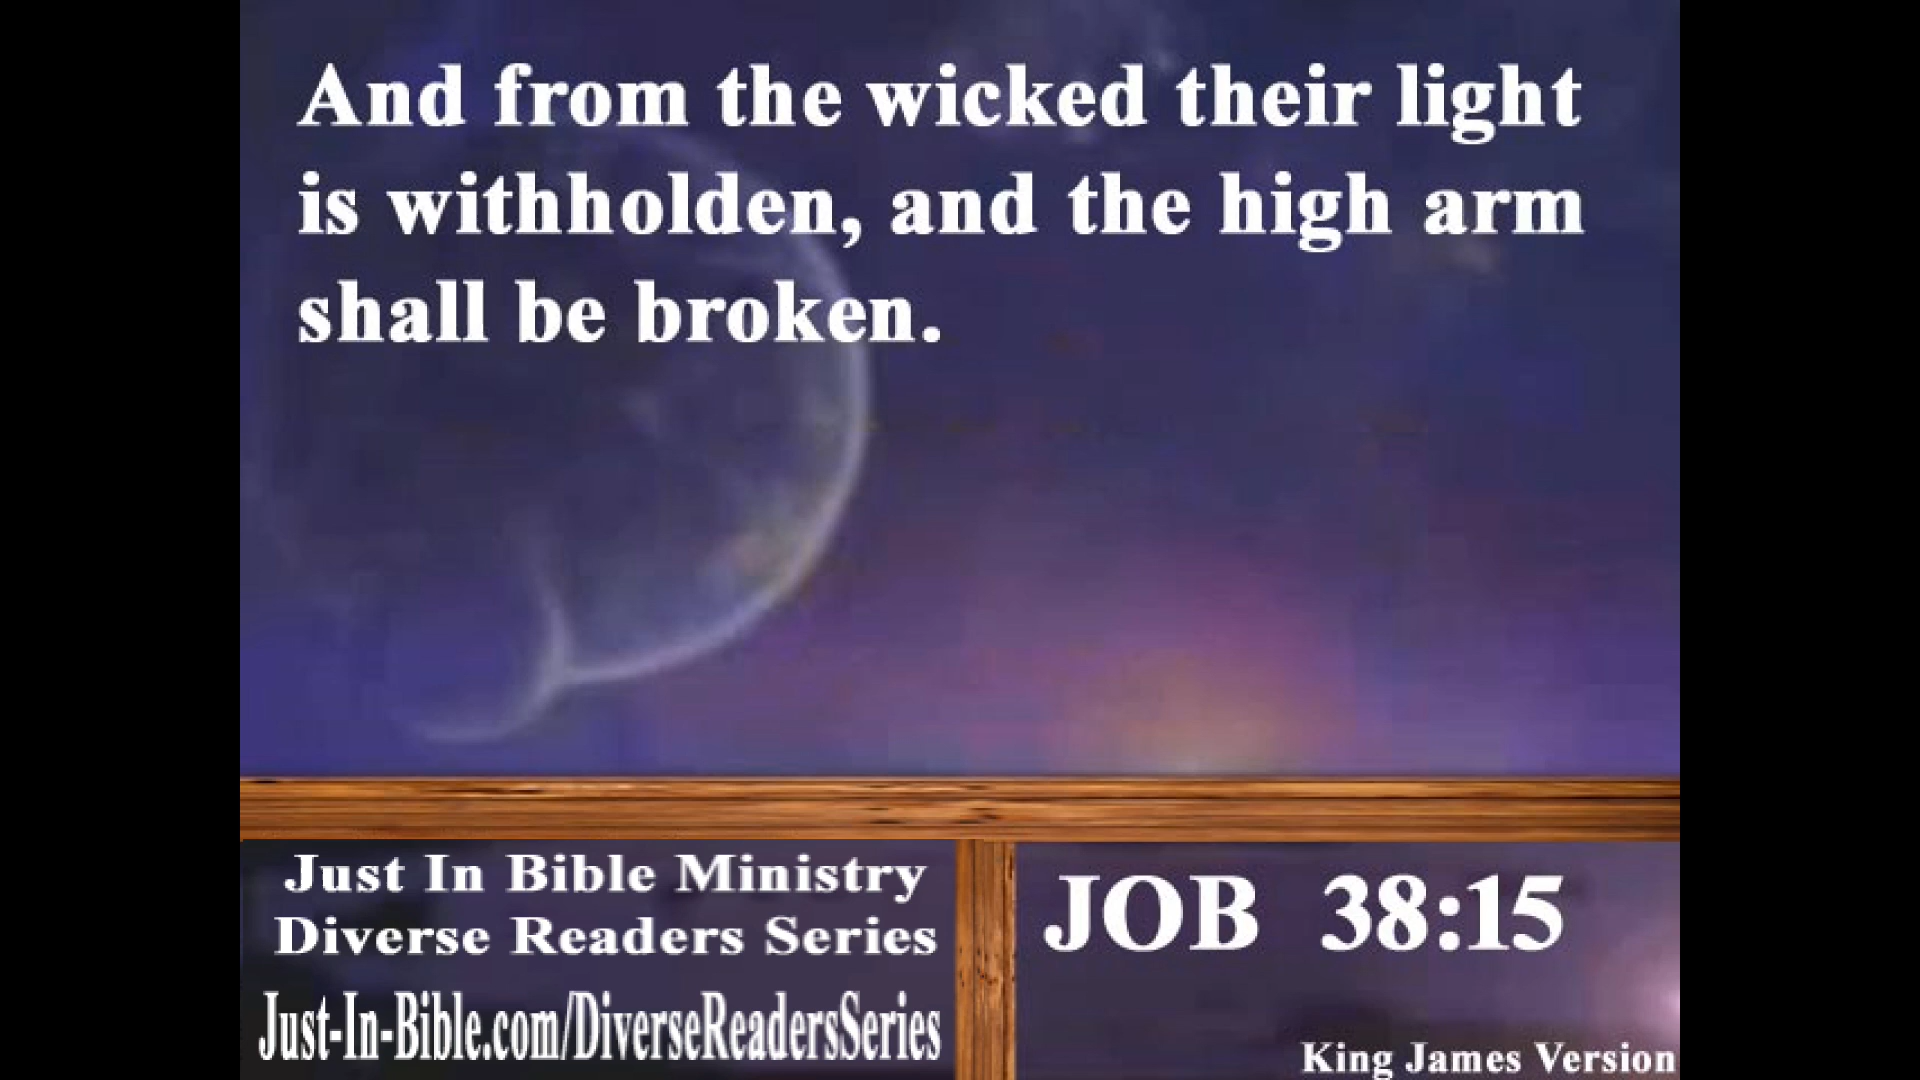 And from the wicked their light
is withholden, and the high arm
shall be broken.
Just In Bible Ministry
Diverse Readers Series
Just-In-Bible.com/DiverseReadersSeries
JOB 38:15
King James Version